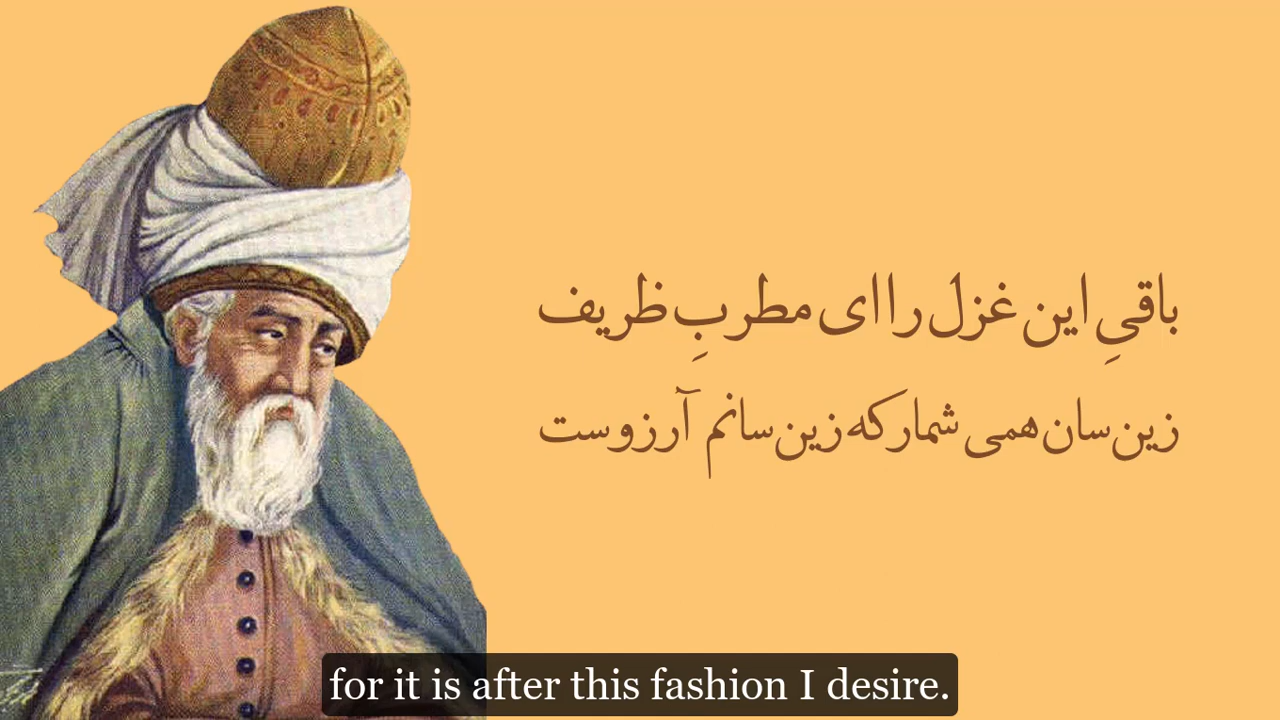 باقیِ این غزل را ای مطربِ ظریف
زین سان همی شمار که زین سانم آرزوست
for it is after this fashion I desire.